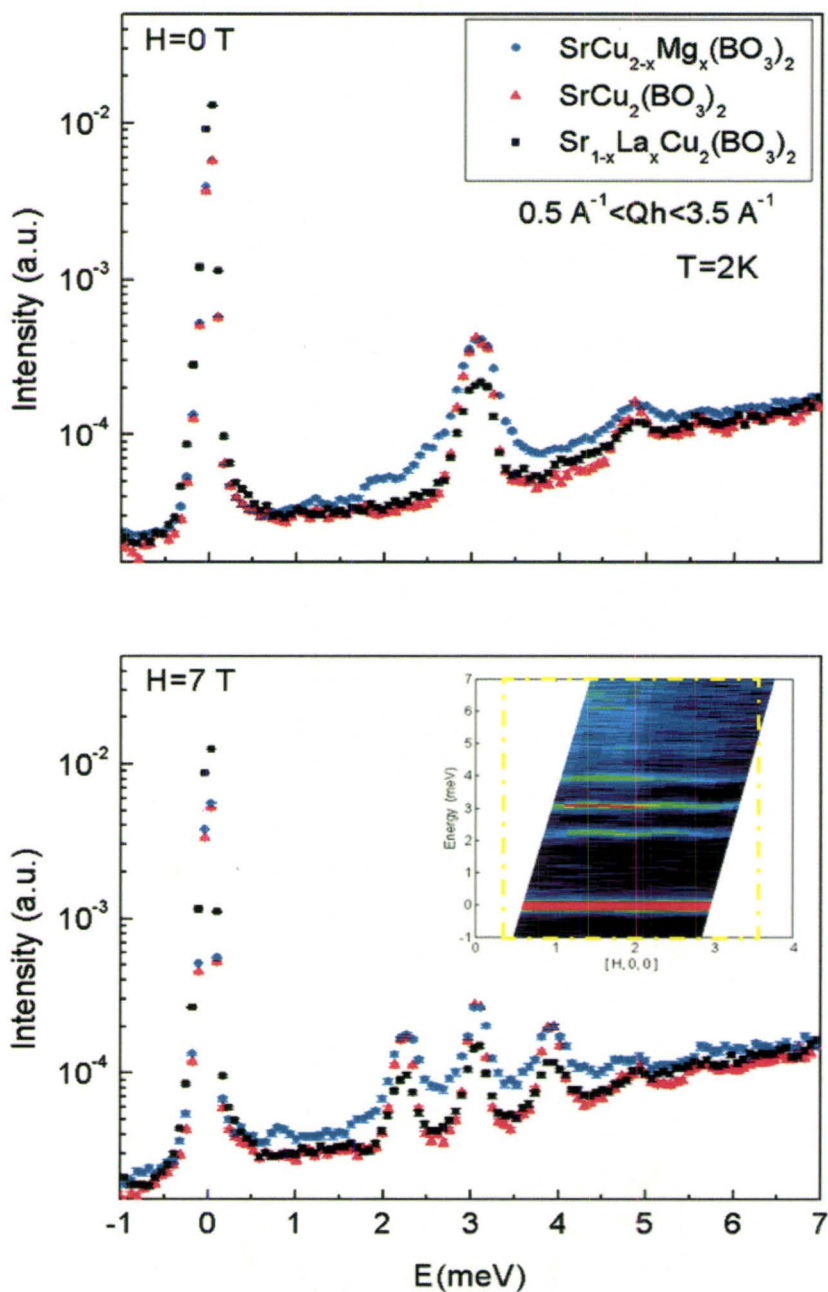 H=0 T
SrCu₂₋ₓMgₓ(BO₃)₂
SrCu₂(BO₃)₂
Sr₁₋ₓLaₓCu₂(BO₃)₂
0.5 A⁻¹<Qh<3.5 A⁻¹
T=2K
10⁻²
10⁻³
10⁻⁴
Intensity (a.u.)
H=7 T
10⁻²
10⁻³
10⁻⁴
Intensity (a.u.)
7
6
5
4
3
2
1
0
-1
Energy (meV)
0 1 2 3 4
[H,0,0]
-1 0 1 2 3 4 5 6 7
E(meV)